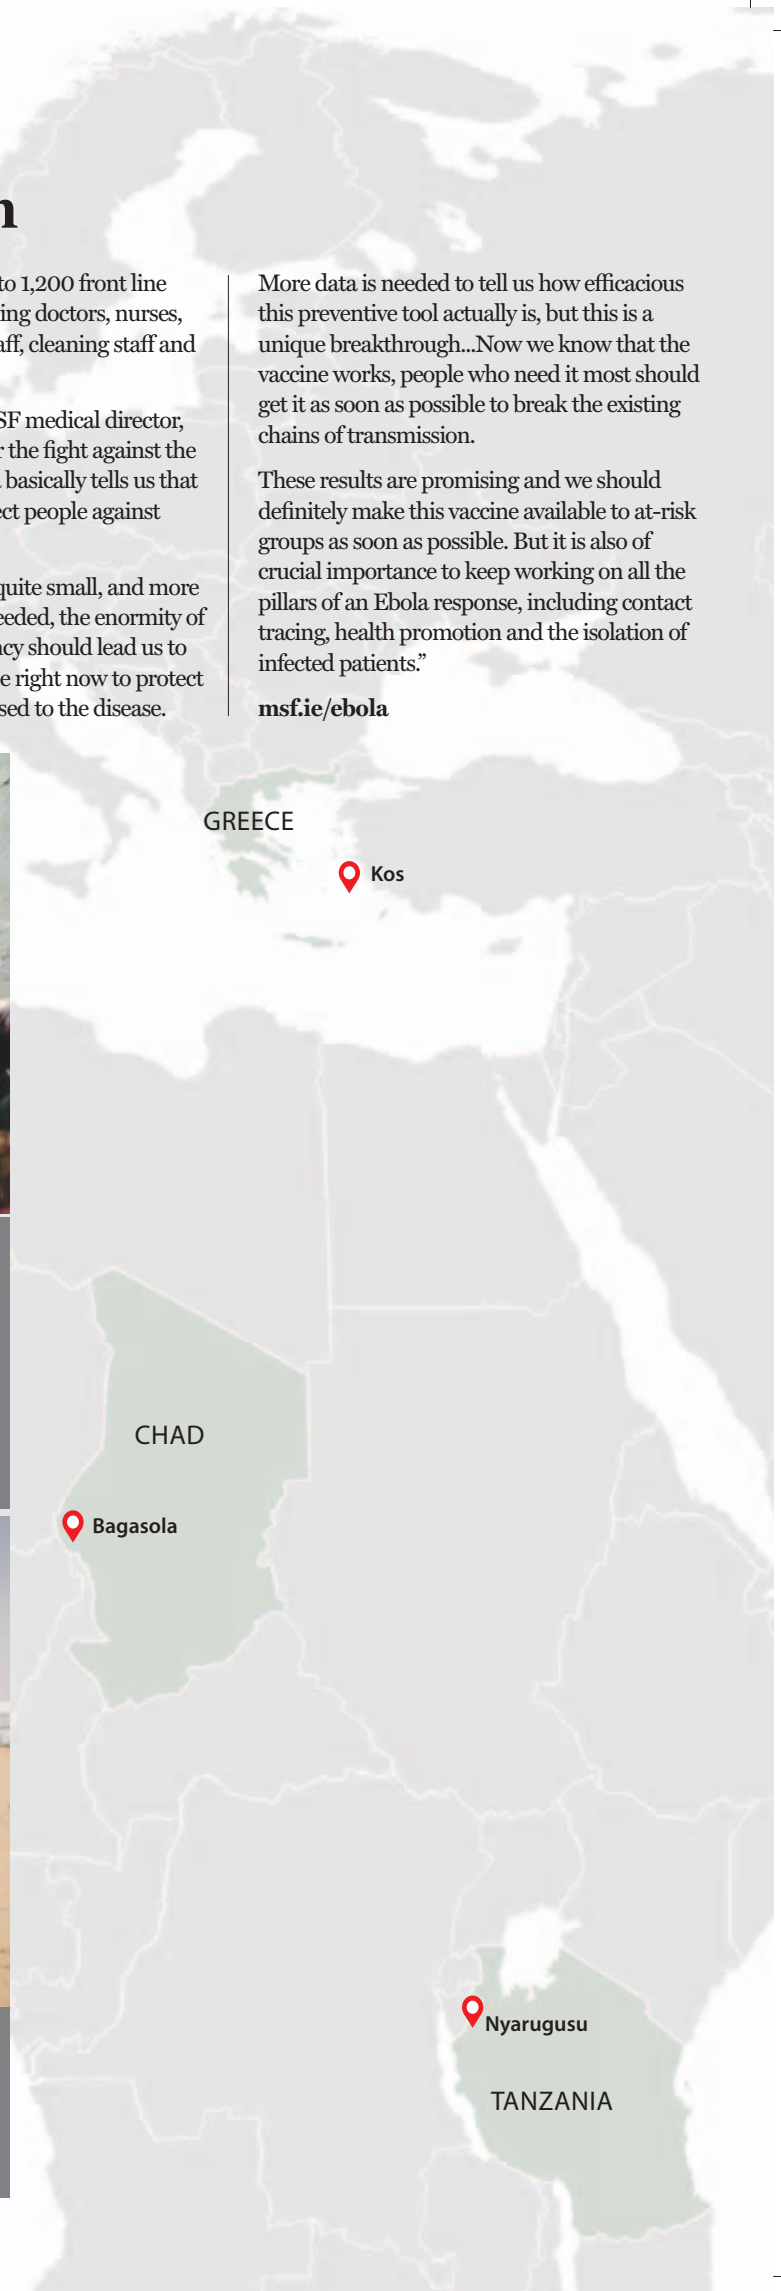 n
to 1,200 front line
ing doctors, nurses,
aff, cleaning staff and
SF medical director,
r the fight against the
basically tells us that
ect people against
quite small, and more
eeded, the enormity of
ncy should lead us to
e right now to protect
sed to the disease.
More data is needed to tell us how efficacious
this preventive tool actually is, but this is a
unique breakthrough...Now we know that the
vaccine works, people who need it most should
get it as soon as possible to break the existing
chains of transmission.
These results are promising and we should
definitely make this vaccine available to at-risk
groups as soon as possible. But it is also of
crucial importance to keep working on all the
pillars of an Ebola response, including contact
tracing, health promotion and the isolation of
infected patients.”
msf.ie/ebola
GREECE
Kos
CHAD
Bagasola
Nyarugusu
TANZANIA